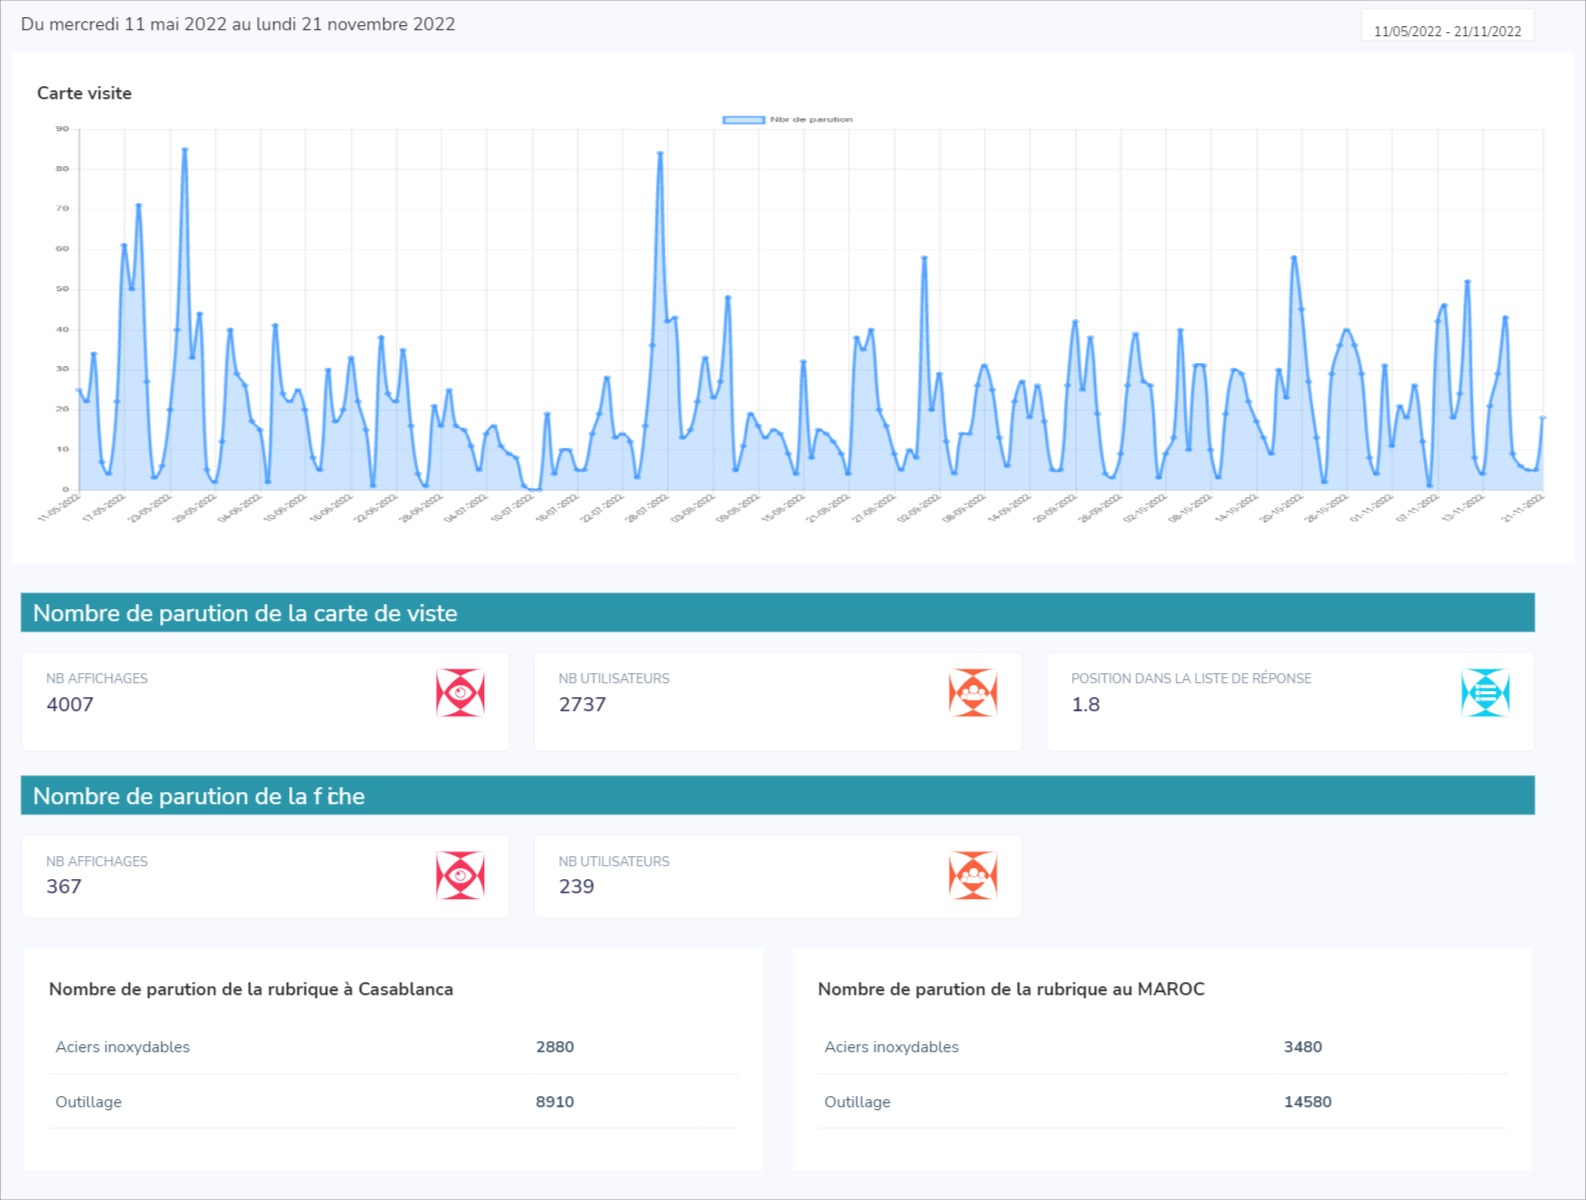 Du mercredi 11 mai 2022 au lundi 21 novembre 2022
11/05/2022 - 21/11/2022
Carte visite
Nbr de parution
90
80
70
60
50
40
30
20
10
0
11-05-2022 17-05-2022 23-05-2022 29-05-2022 04-06-2022 10-06-2022 16-06-2022 22-06-2022 28-06-2022 04-07-2022 10-07-2022 16-07-2022 22-07-2022 28-07-2022 03-08-2022 09-08-2022 15-08-2022 21-08-2022 27-08-2022 02-09-2022 08-09-2022 14-09-2022 20-09-2022 26-09-2022 02-10-2022 08-10-2022 14-10-2022 20-10-2022 26-10-2022 01-11-2022 07-11-2022 13-11-2022 21-11-2022
Nombre de parution de la carte de viste
NB AFFICHAGES
4007
NB UTILISATEURS
2737
POSITION DANS LA LISTE DE RÉPONSE
1.8
Nombre de parution de la fiche
NB AFFICHAGES
367
NB UTILISATEURS
239
Nombre de parution de la rubrique à Casablanca
Aciers inoxydables 2880
Outillage 8910
Nombre de parution de la rubrique au MAROC
Aciers inoxydables 3480
Outillage 14580